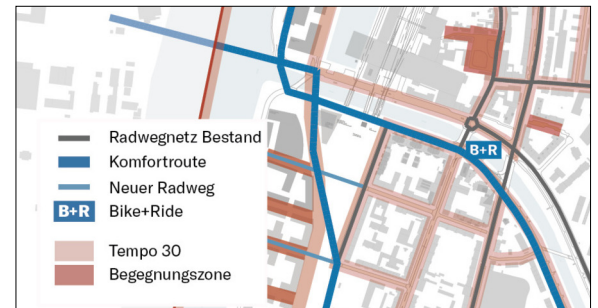 B+R
Radwegnetz Bestand
Komfortroute
Neuer Radweg
B+R Bike+Ride
Tempo 30
Begegnungszone